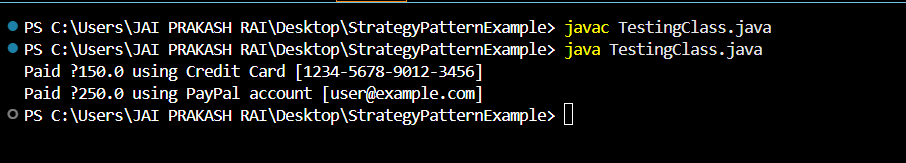 PS C:\Users\JAI PRAKASH RAI\Desktop\StrategyPatternExample> javac TestingClass.java
PS C:\Users\JAI PRAKASH RAI\Desktop\StrategyPatternExample> java TestingClass.java
Paid ?150.0 using Credit Card [1234-5678-9012-3456]
Paid ?250.0 using PayPal account [user@example.com]
PS C:\Users\JAI PRAKASH RAI\Desktop\StrategyPatternExample>